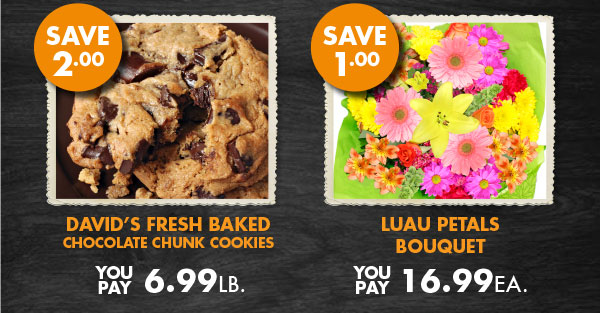 SAVE
2.00
SAVE
1.00
DAVID'S FRESH BAKED
CHOCOLATE CHUNK COOKIES
YOU
PAY 6.99LB.
LUAU PETALS
BOUQUET
YOU
PAY 16.99EA.